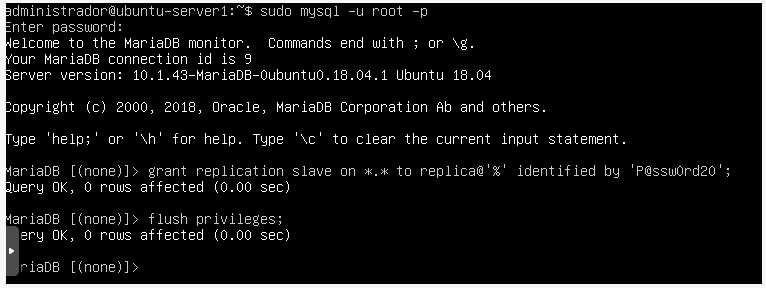 administrador@ubuntu-server1:~$ sudo mysql -u root -p
Enter password:
Welcome to the MariaDB monitor.  Commands end with ; or \g.
Your MariaDB connection id is 9
Server version: 10.1.43-MariaDB-0ubuntu0.18.04.1 Ubuntu 18.04

Copyright (c) 2000, 2018, Oracle, MariaDB Corporation Ab and others.

Type 'help;' or '\h' for help. Type '\c' to clear the current input statement.

MariaDB [(none)]> grant replication slave on *.* to replica@'%' identified by 'P@ssw0rd20';
Query OK, 0 rows affected (0.00 sec)

MariaDB [(none)]> flush privileges;
ery OK, 0 rows affected (0.00 sec)

riaDB [(none)]>